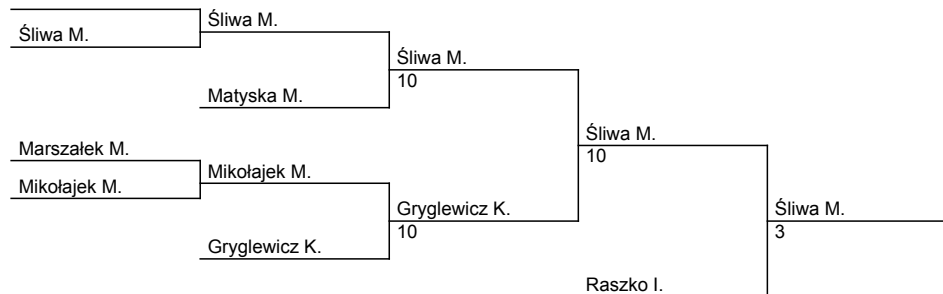 Śliwa M.
Śliwa M.
Śliwa M.
10
Matyska M.
Śliwa M.
10
Marszałek M.
Mikołajek M.
Mikołajek M.
Gryglewicz K.
10
Śliwa M.
3
Gryglewicz K.
Raszko I.